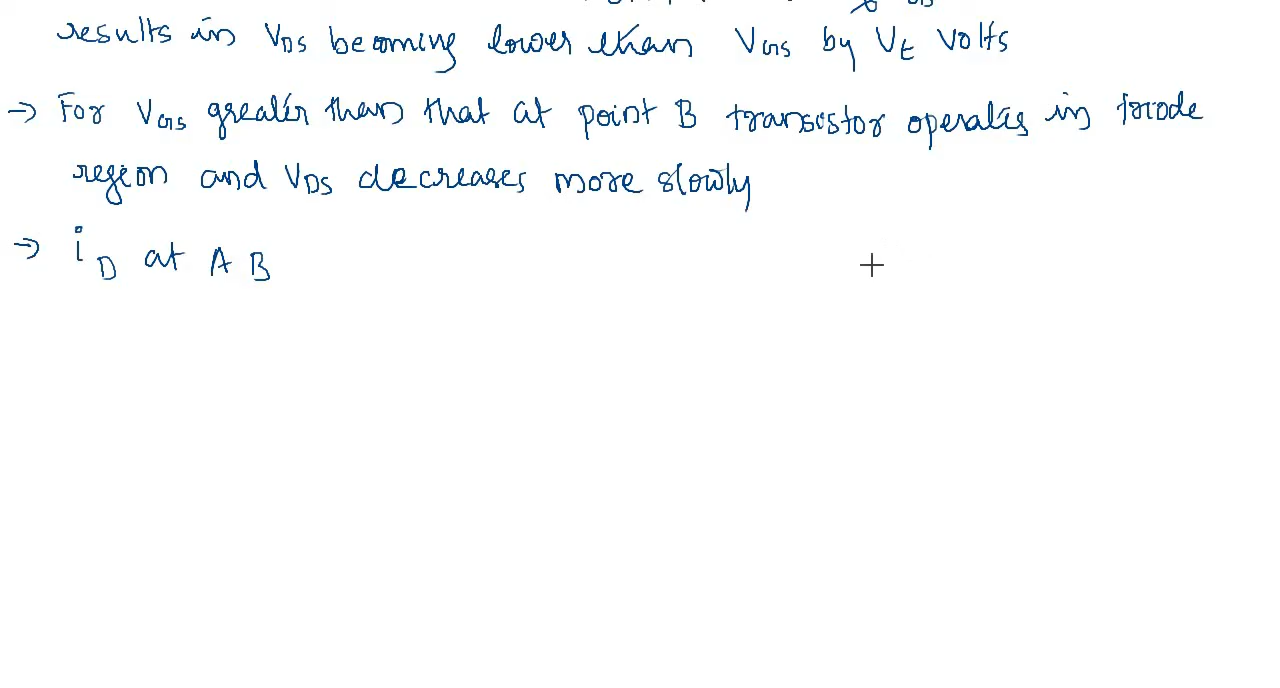 results in VDS becoming lower than VGS by Vt volts
→ For VGS greater than that at point B transistor operates in triode
region and VDS decreases more slowly
→ iD at AB